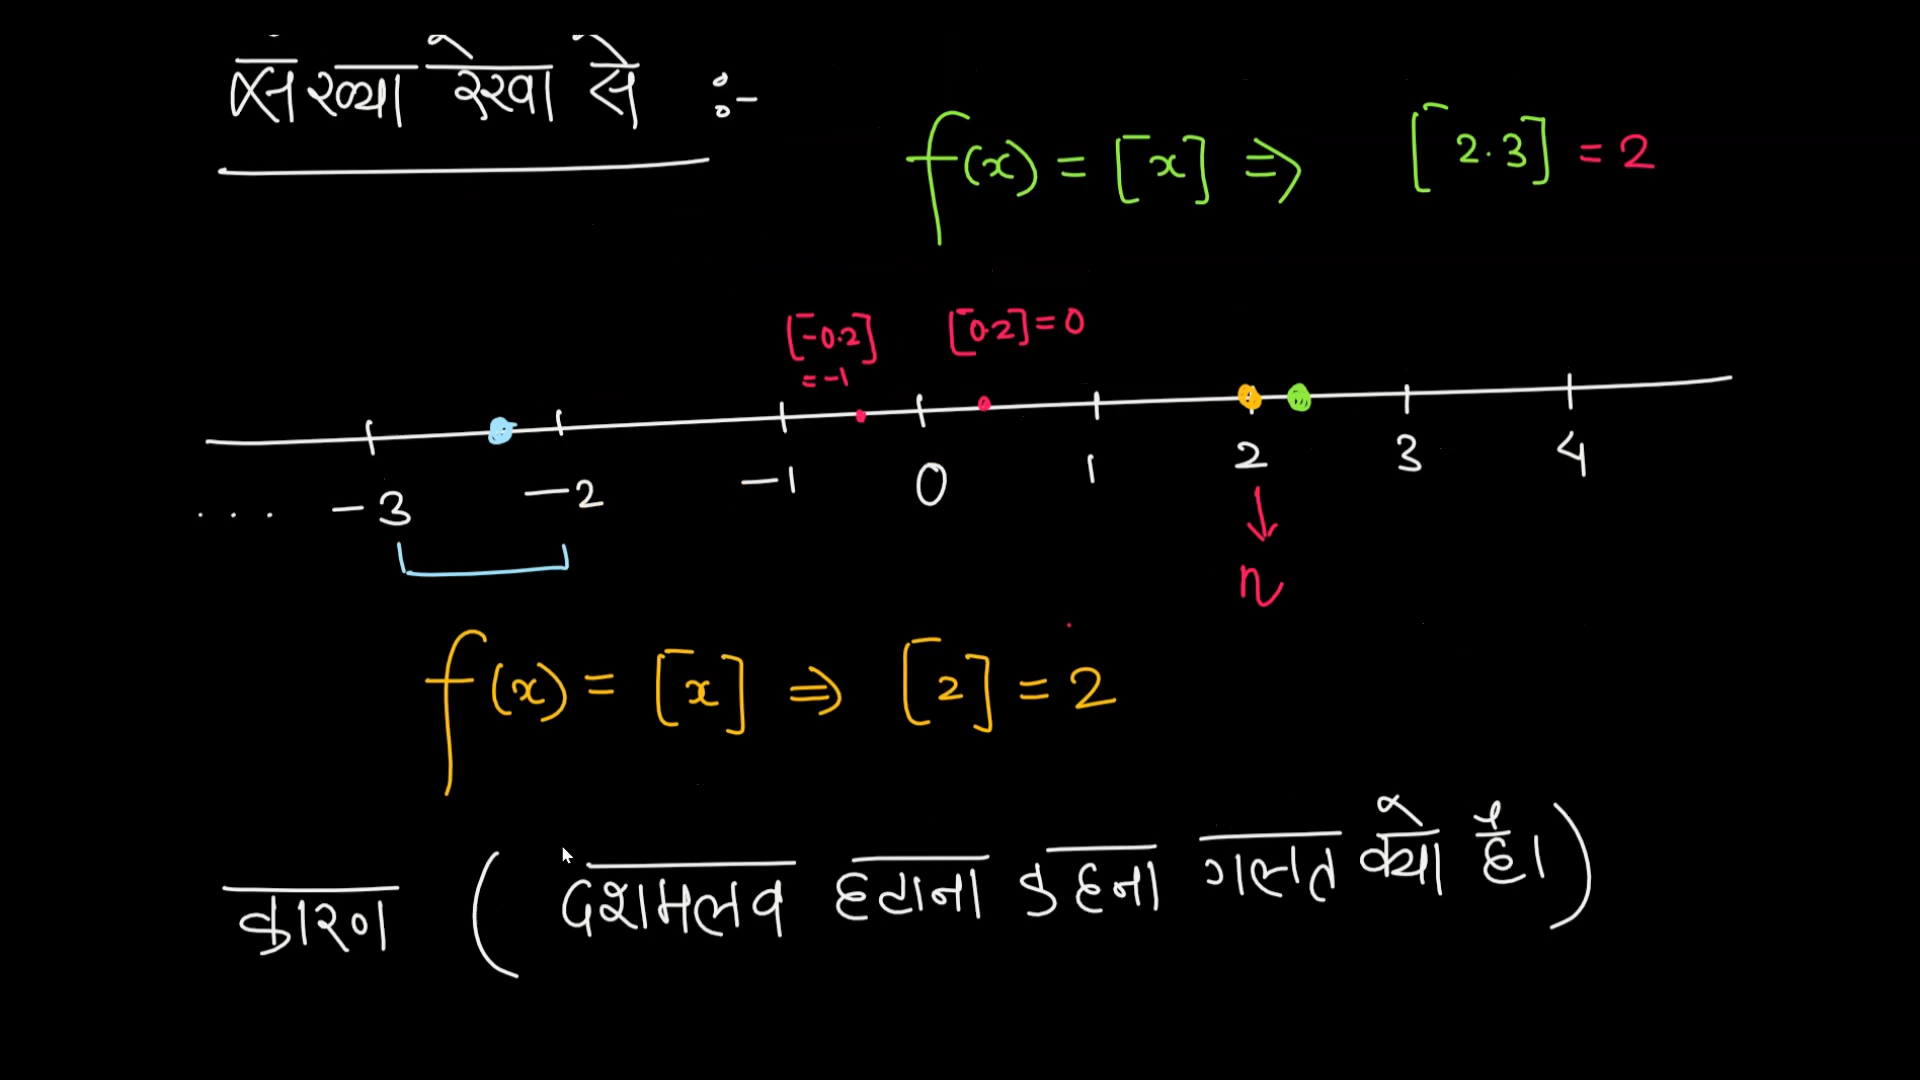 संख्या रेखा से :-
f(x) = [x] ⇒ [2.3] = 2
[-0.2] = -1
[0.2] = 0
... -3 -2 -1 0 1 2 3 4
↓
n
f(x) = [x] ⇒ [2] = 2
कारण ( दशमलव हटाना कहना गलत क्यो है। )